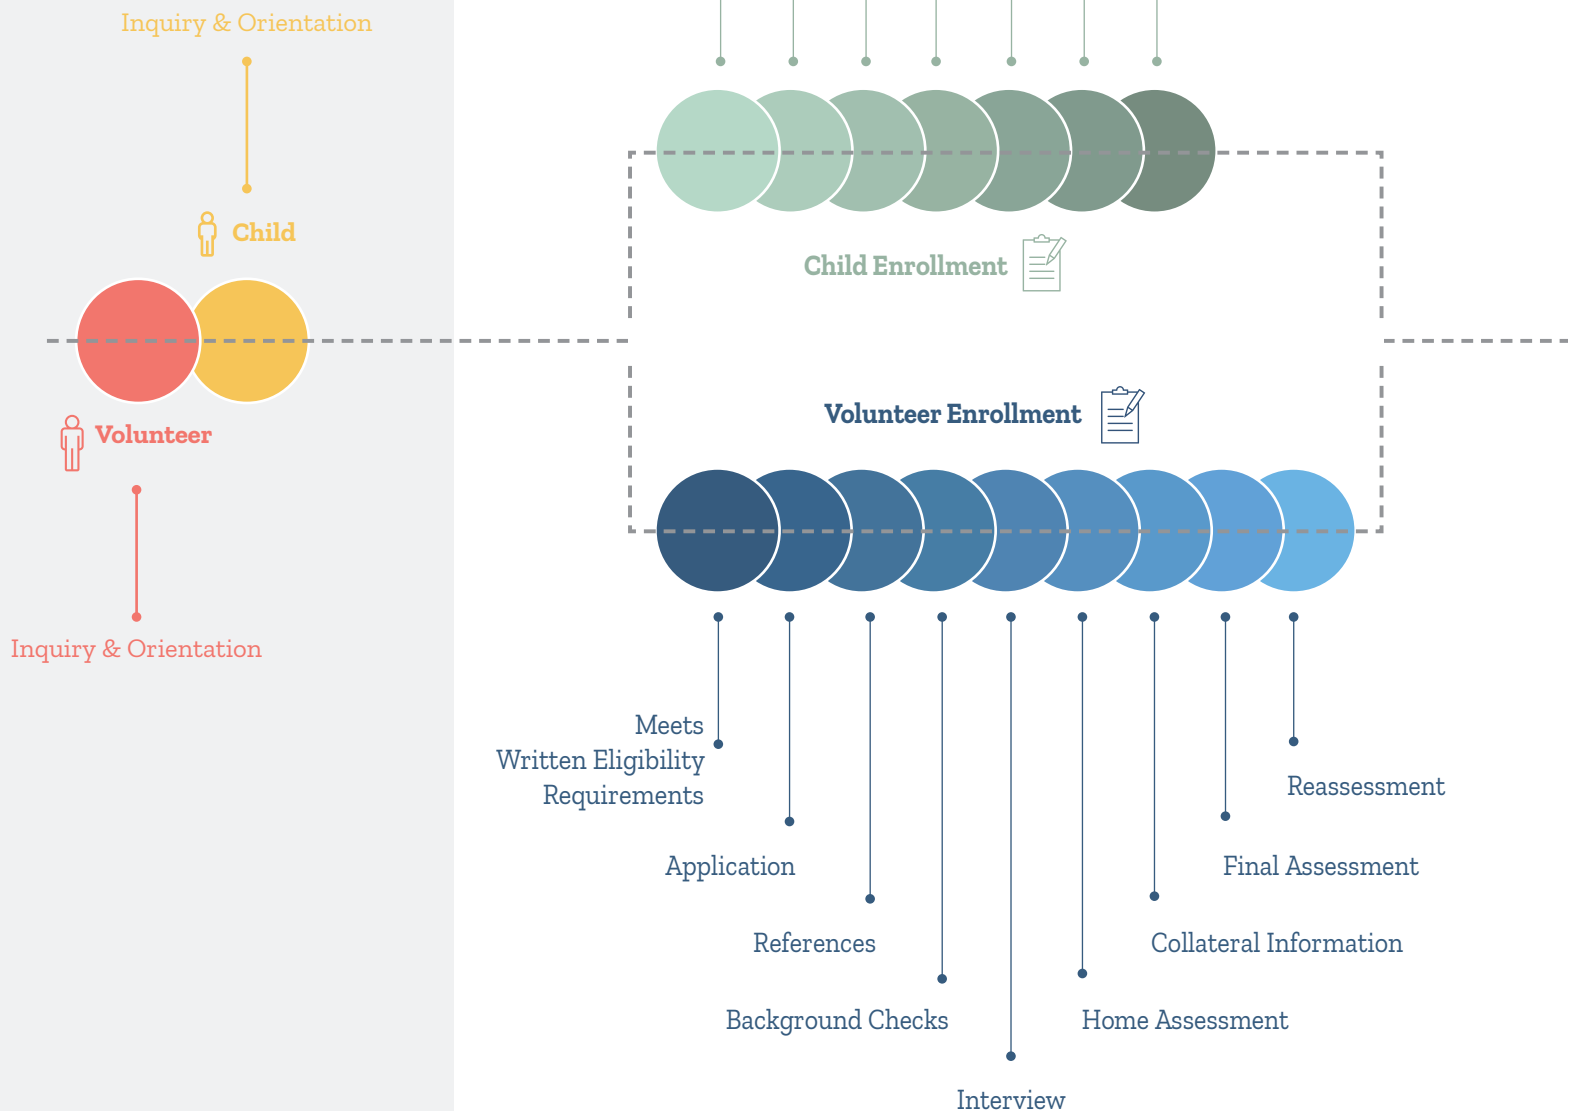 Inquiry & Orientation
Child
Volunteer
Inquiry & Orientation
Child Enrollment
Volunteer Enrollment
Meets
Written Eligibility
Requirements
Application
References
Background Checks
Interview
Home Assessment
Collateral Information
Final Assessment
Reassessment